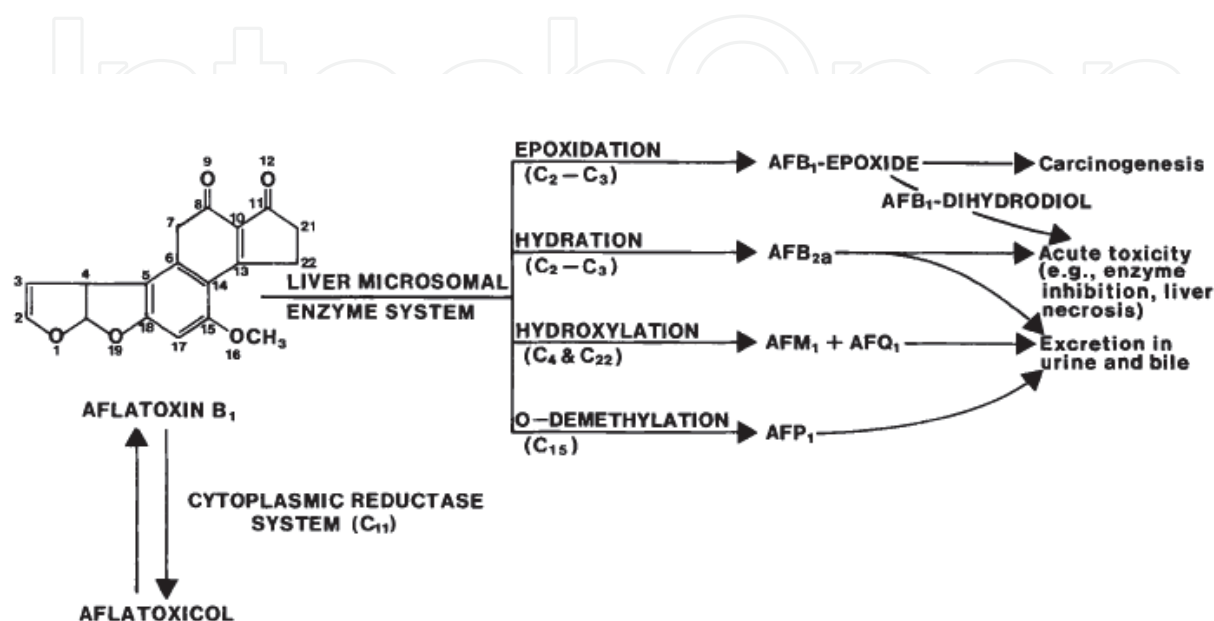 IntechOpen
9
12
O
O
8
11
7
10
21
6
13
22
3
4
5
14
2
18
15
O
O
OCH₃
1
19
17
16
AFLATOXIN B₁
CYTOPLASMIC REDUCTASE
SYSTEM (C₁₁)
AFLATOXICOL
LIVER MICROSOMAL
ENZYME SYSTEM
EPOXIDATION
(C₂–C₃)
AFB₁-EPOXIDE
Carcinogenesis
AFB₁-DIHYDRODIOL
HYDRATION
(C₂–C₃)
AFB₂ₐ
Acute toxicity
(e.g., enzyme
inhibition, liver
necrosis)
HYDROXYLATION
(C₄ & C₂₂)
AFM₁ + AFQ₁
Excretion in
urine and bile
O–DEMETHYLATION
(C₁₅)
AFP₁